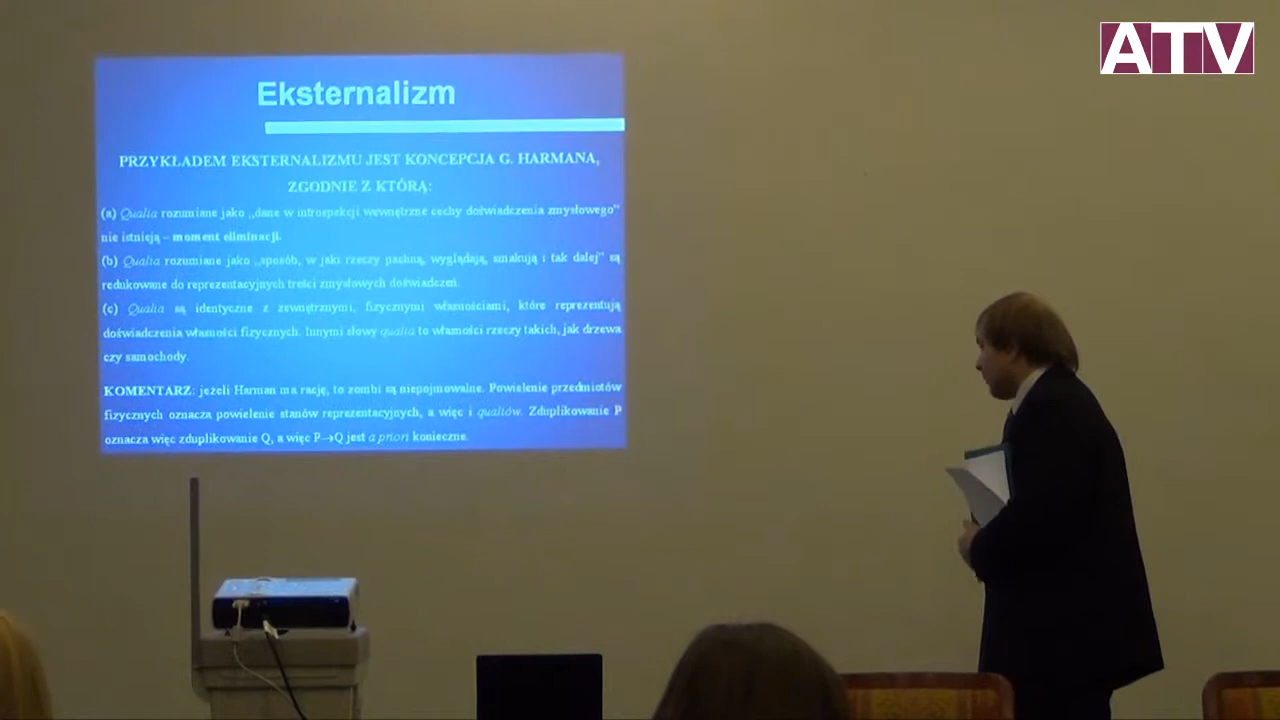 ATV
Eksternalizm
PRZYKŁADEM EKSTERNALIZMU JEST KONCEPCJA G. HARMANA,
ZGODNIE Z KTÓRĄ:
(a) Qualia rozumiane jako „dane w introspekcji wewnętrzne cechy doświadczenia zmysłowego”
nie istnieją – moment eliminacji.
(b) Qualia rozumiane jako „sposób, w jaki rzeczy pachną, wyglądają, smakują i tak dalej” są
redukowane do reprezentacyjnych treści zmysłowych doświadczeń.
(c) Qualia są identyczne z zewnętrznymi, fizycznymi własnościami, które reprezentują
doświadczenia własności fizycznych. Innymi słowy qualia to własności rzeczy takich, jak drzewa
czy samochody.
KOMENTARZ: jeżeli Harman ma rację, to zombi są niepojmowalne. Powielenie przedmiotów
fizycznych oznacza powielenie stanów reprezentacyjnych, a więc i qualiów. Zduplikowanie P
oznacza więc zduplikowanie Q, a więc P→Q jest a priori konieczne.